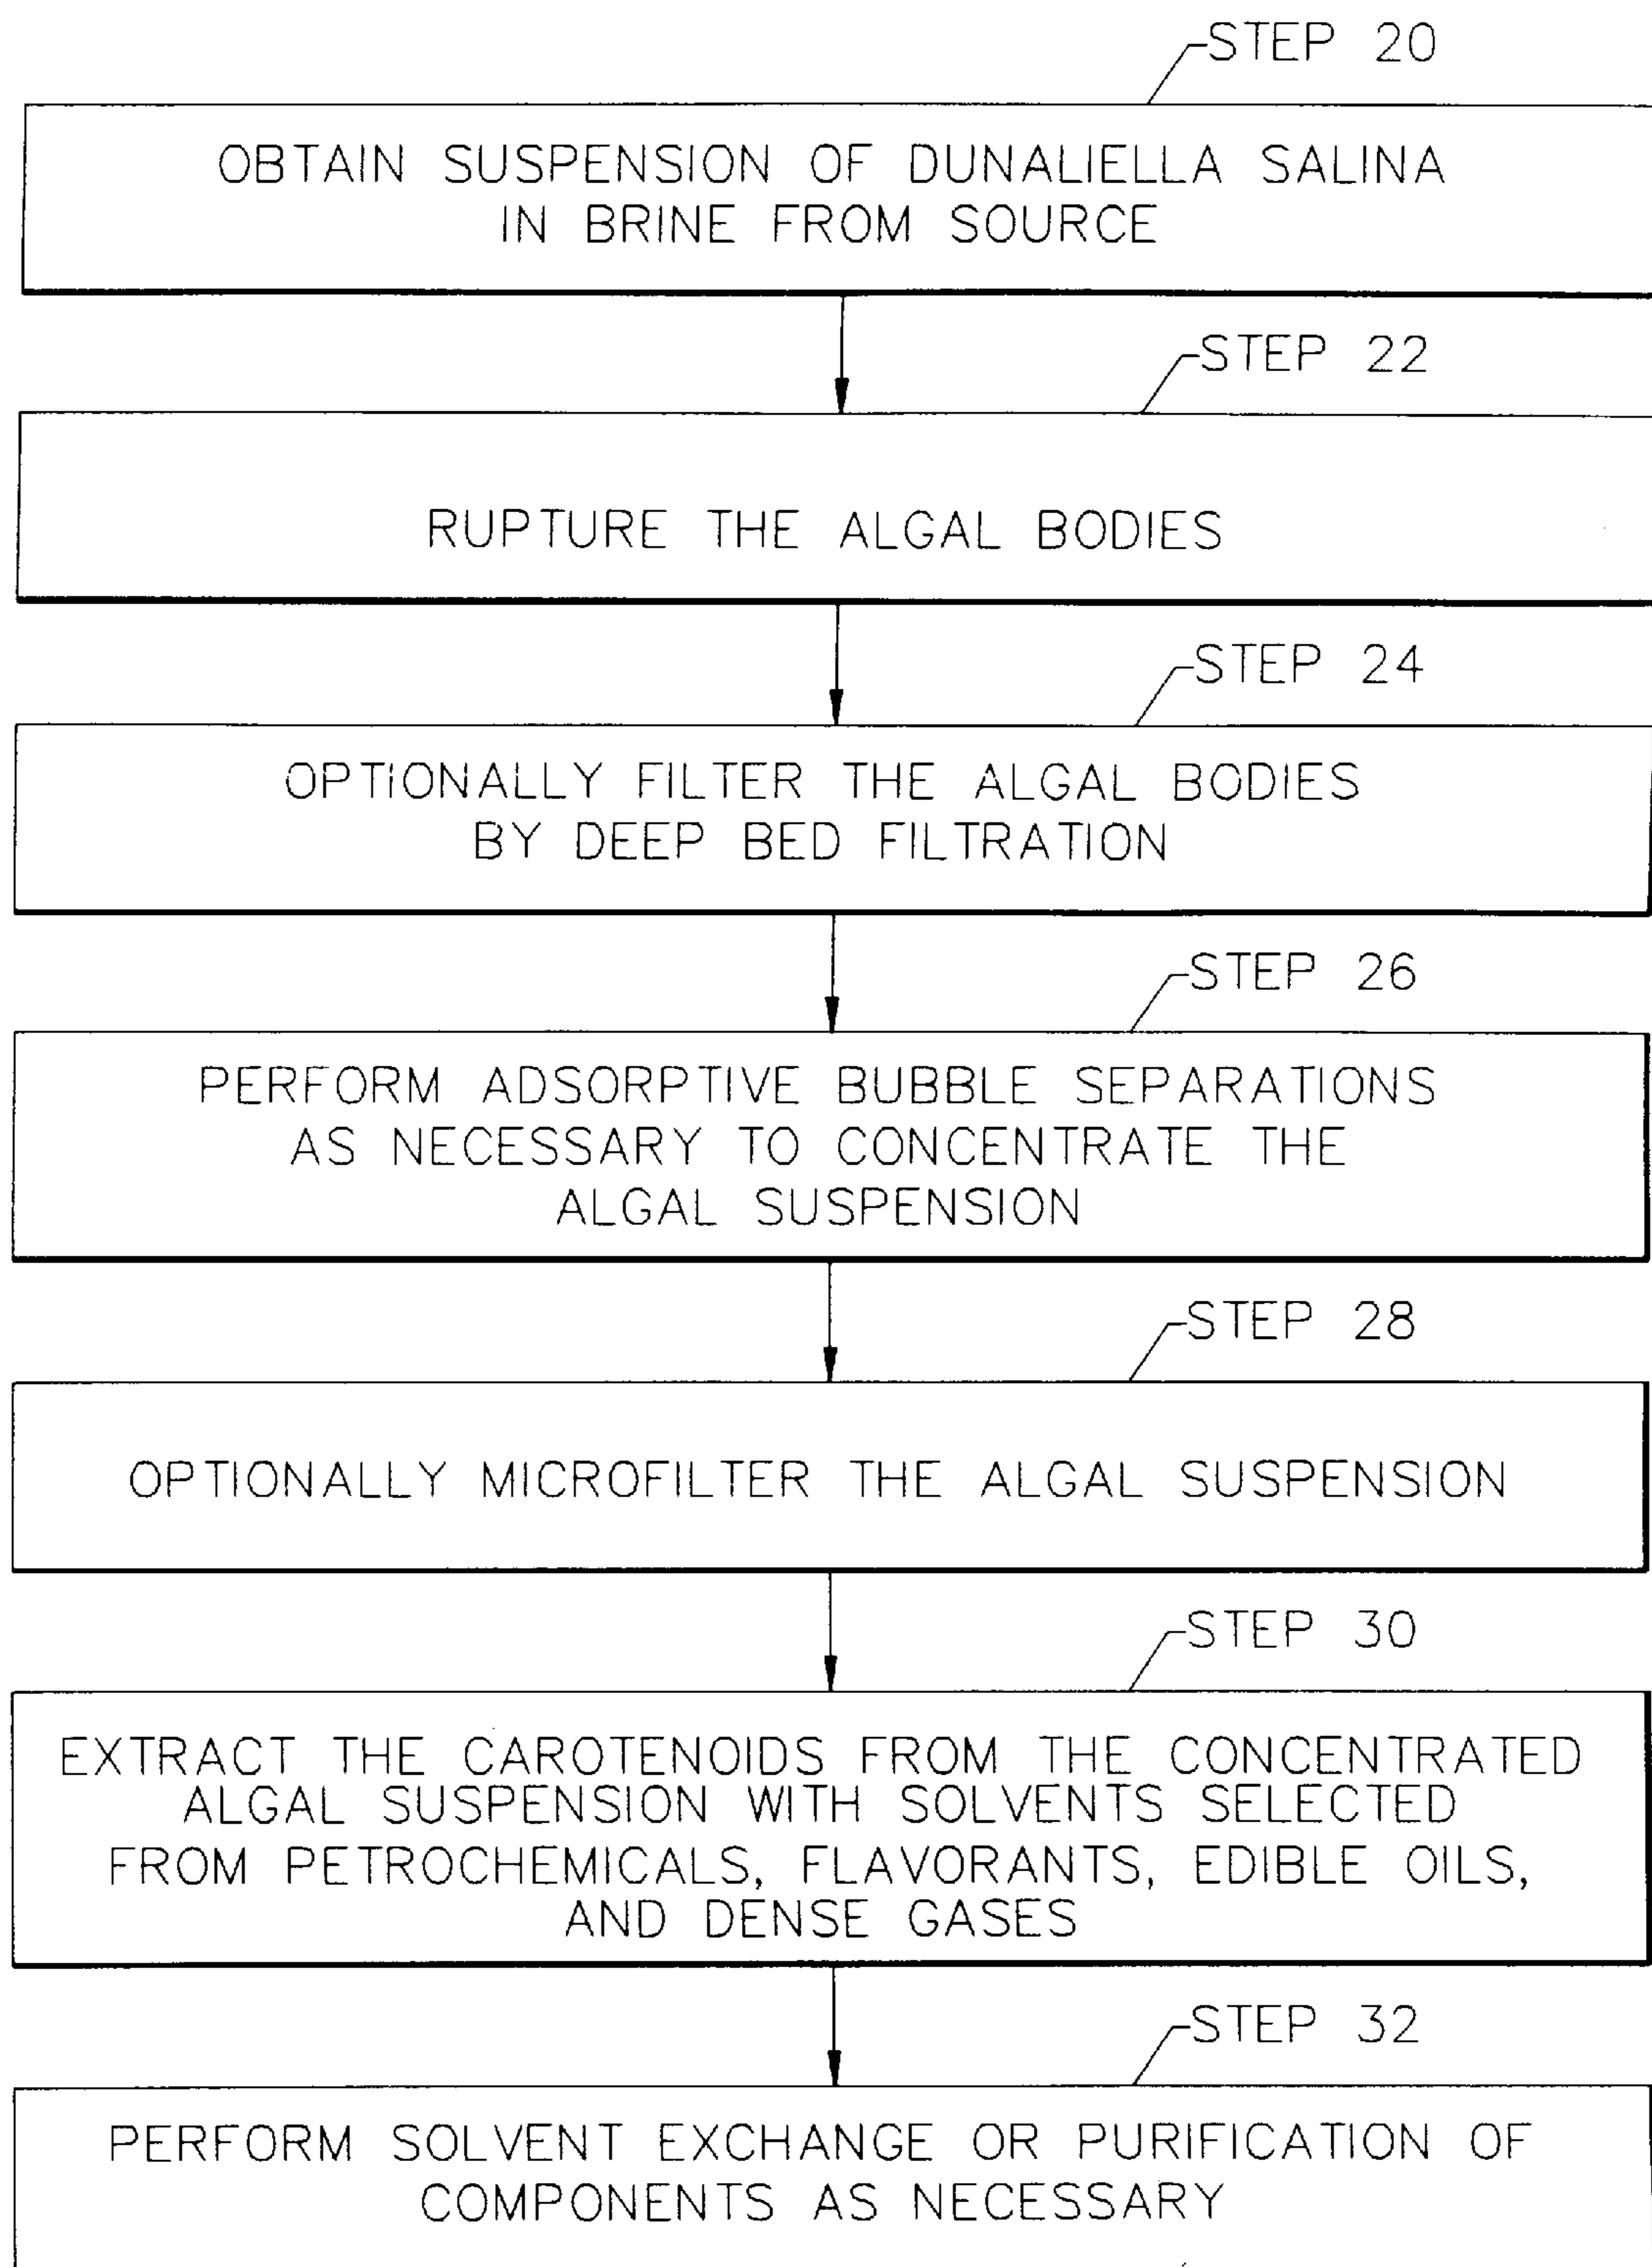 STEP 20
OBTAIN SUSPENSION OF DUNALIELLA SALINA
IN BRINE FROM SOURCE
STEP 22
RUPTURE THE ALGAL BODIES
STEP 24
OPTIONALLY FILTER THE ALGAL BODIES
BY DEEP BED FILTRATION
STEP 26
PERFORM ADSORPTIVE BUBBLE SEPARATIONS
AS NECESSARY TO CONCENTRATE THE
ALGAL SUSPENSION
STEP 28
OPTIONALLY MICROFILTER THE ALGAL SUSPENSION
STEP 30
EXTRACT THE CAROTENOIDS FROM THE CONCENTRATED
ALGAL SUSPENSION WITH SOLVENTS SELECTED
FROM PETROCHEMICALS, FLAVORANTS, EDIBLE OILS,
AND DENSE GASES
STEP 32
PERFORM SOLVENT EXCHANGE OR PURIFICATION OF
COMPONENTS AS NECESSARY